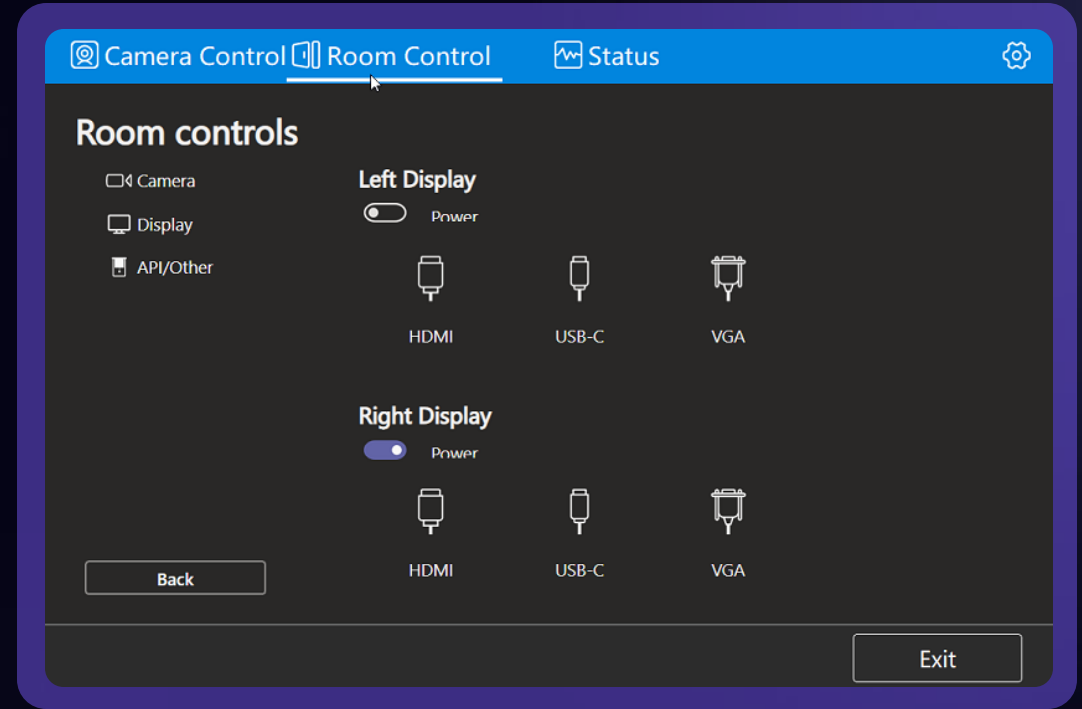 Camera Control Room Control Status
Room controls
Camera
Display
API/Other
Left Display
Power
HDMI USB-C VGA
Right Display
Power
HDMI USB-C VGA
Back
Exit